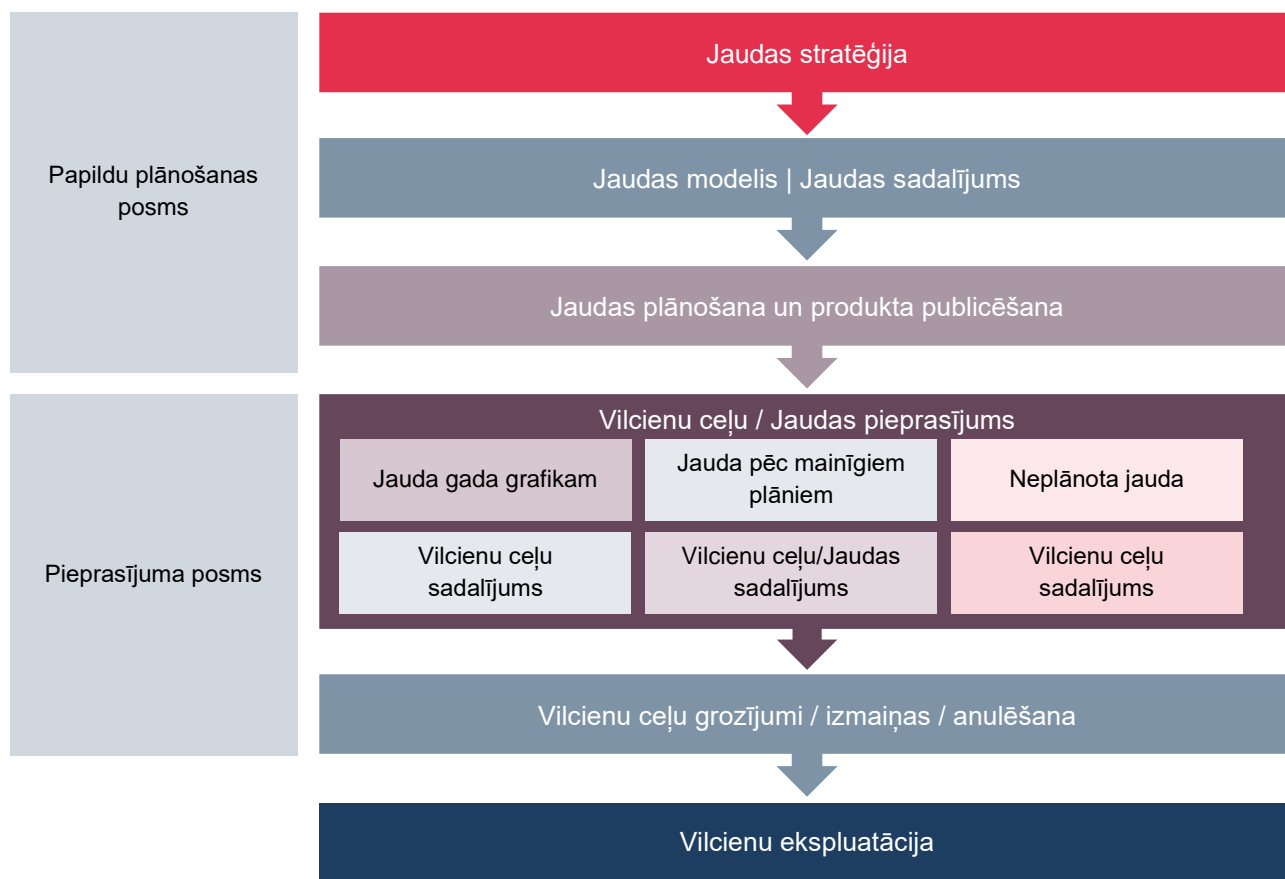 Jaudas stratēģija
Papildu plānošanas
posms
Jaudas modelis | Jaudas sadalījums
Jaudas plānošana un produkta publicēšana
Pieprasījuma posms
Vilcienu ceļu / Jaudas pieprasījums
Jauda gada grafikam
Jauda pēc mainīgiem
plāniem
Neplānota jauda
Vilcienu ceļu
sadalījums
Vilcienu ceļu/Jaudas
sadalījums
Vilcienu ceļu
sadalījums
Vilcienu ceļu grozījumi / izmaiņas / anulēšana
Vilcienu ekspluatācija